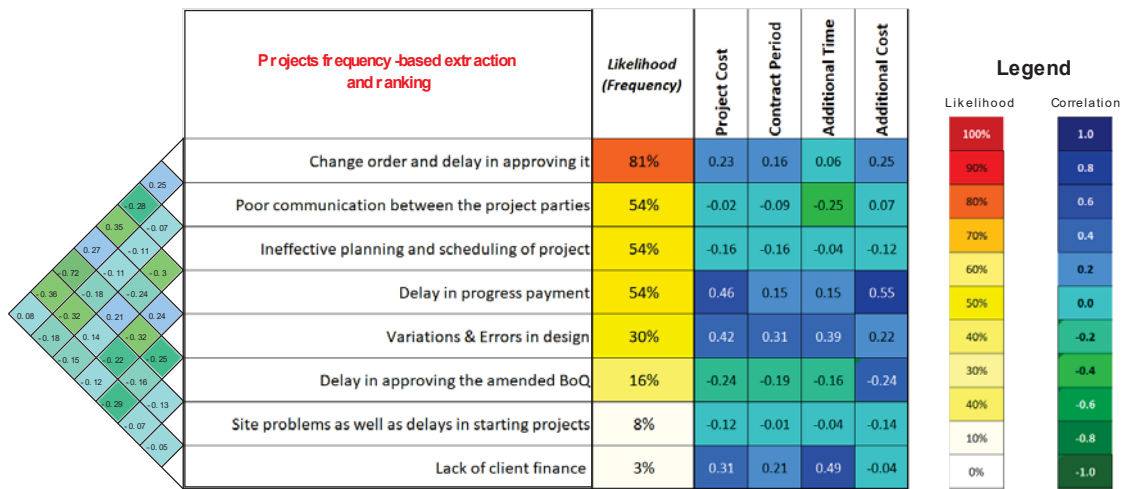 Projects frequency-based extraction
and ranking
Likelihood
(Frequency)
Project Cost
Contract Period
Additional Time
Additional Cost
Change order and delay in approving it 81% 0.23 0.16 0.06 0.25
Poor communication between the project parties 54% -0.02 -0.09 -0.25 0.07
Ineffective planning and scheduling of project 54% -0.16 -0.16 -0.04 -0.12
Delay in progress payment 54% 0.46 0.15 0.15 0.55
Variations & Errors in design 30% 0.42 0.31 0.39 0.22
Delay in approving the amended BoQ 16% -0.24 -0.19 -0.16 -0.24
Site problems as well as delays in starting projects 8% -0.12 -0.01 -0.04 -0.14
Lack of client finance 3% 0.31 0.21 0.49 -0.04
0.25
-0.28
0.35 -0.07
0.27 -0.11
-0.72 -0.11 -0.3
-0.36 -0.18 -0.24
0.08 -0.32 0.21 0.24
-0.18 0.14 -0.32
-0.15 -0.22 -0.25
-0.12 -0.16
-0.29 -0.13
-0.07
-0.05
Legend
Likelihood Correlation
100% 1.0
90% 0.8
80% 0.6
70% 0.4
60% 0.2
50% 0.0
40% -0.2
30% -0.4
40% -0.6
10% -0.8
0% -1.0